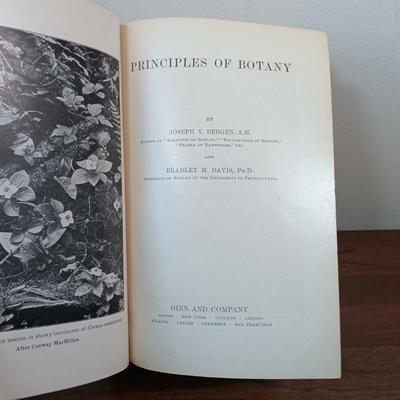 PRINCIPLES OF BOTANY
BY
JOSEPH Y. BERGEN, A.M.
AUTHOR OF "ELEMENTS OF BOTANY," "FOUNDATIONS OF BOTANY,"
"PRIMER OF DARWINISM," ETC.
AND
BRADLEY M. DAVIS, PH.D.
PROFESSOR OF BOTANY IN THE UNIVERSITY OF PENNSYLVANIA
GINN AND COMPANY
BOSTON · NEW YORK · CHICAGO · LONDON
ATLANTA · DALLAS · COLUMBUS · SAN FRANCISCO
insects in showy involucres of Cornus
After Conway MacMillan